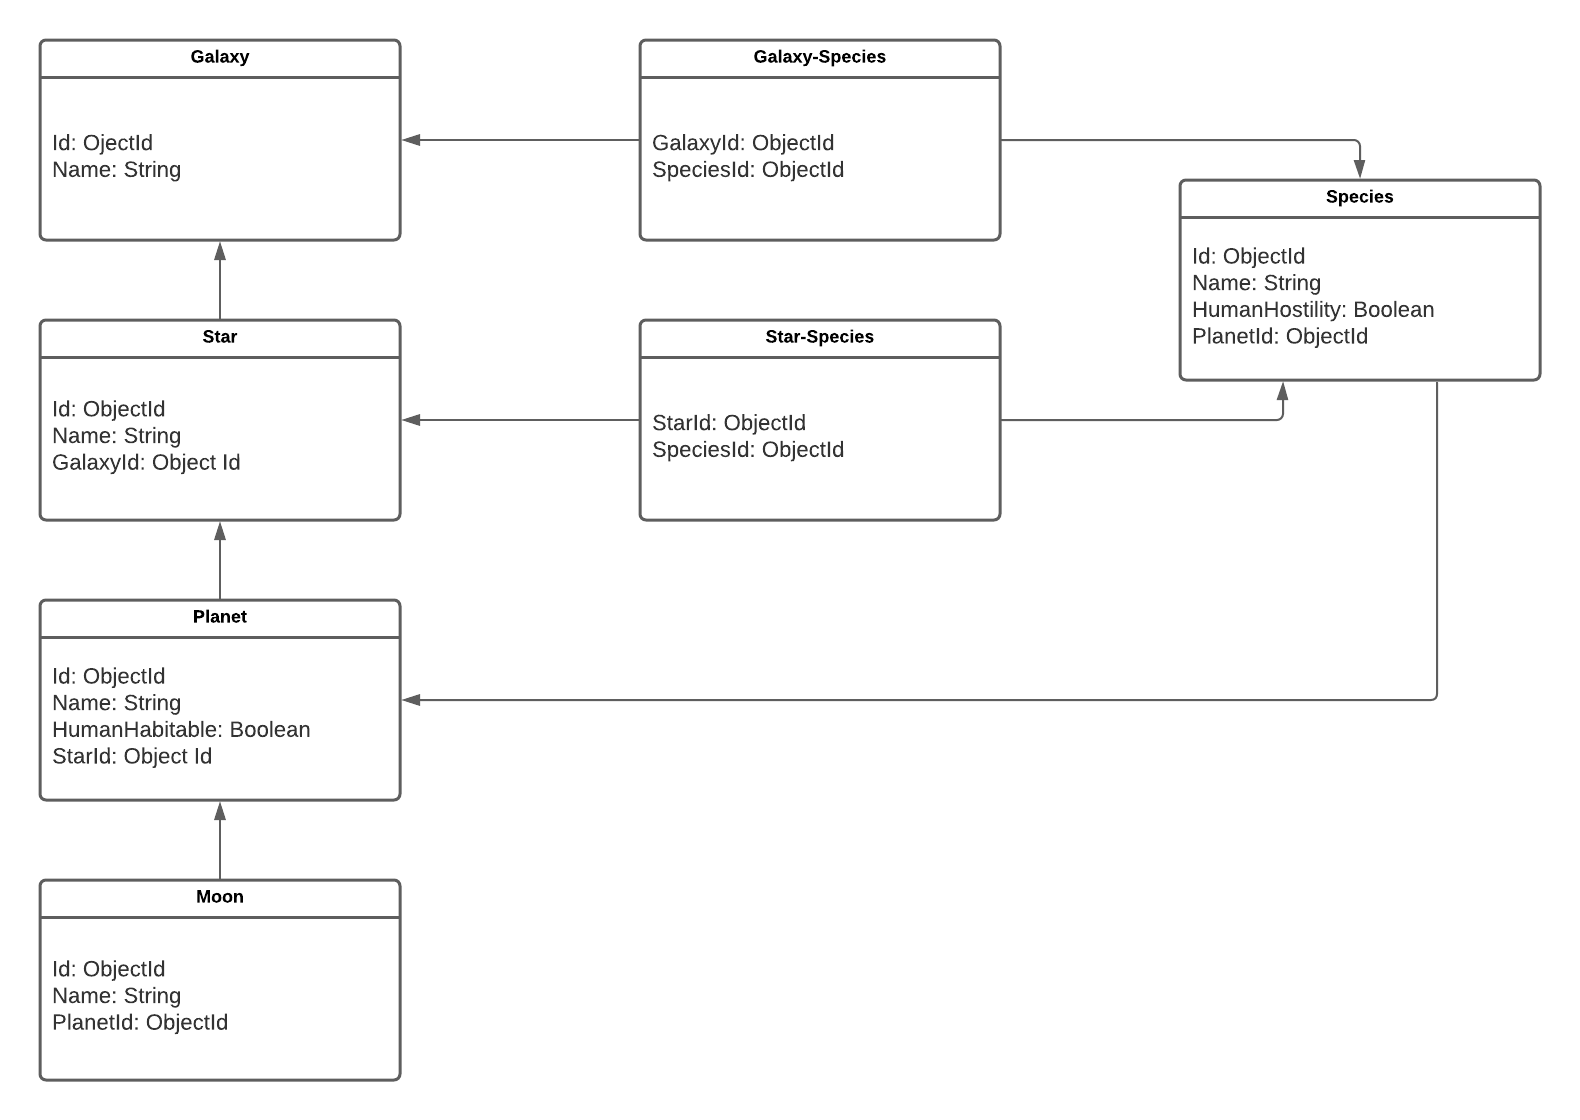 Galaxy
Id: OjectId
Name: String
Galaxy-Species
GalaxyId: ObjectId
SpeciesId: ObjectId
Species
Id: ObjectId
Name: String
HumanHostility: Boolean
PlanetId: ObjectId
Star
Id: ObjectId
Name: String
GalaxyId: Object Id
Star-Species
StarId: ObjectId
SpeciesId: ObjectId
Planet
Id: ObjectId
Name: String
HumanHabitable: Boolean
StarId: Object Id
Moon
Id: ObjectId
Name: String
PlanetId: ObjectId